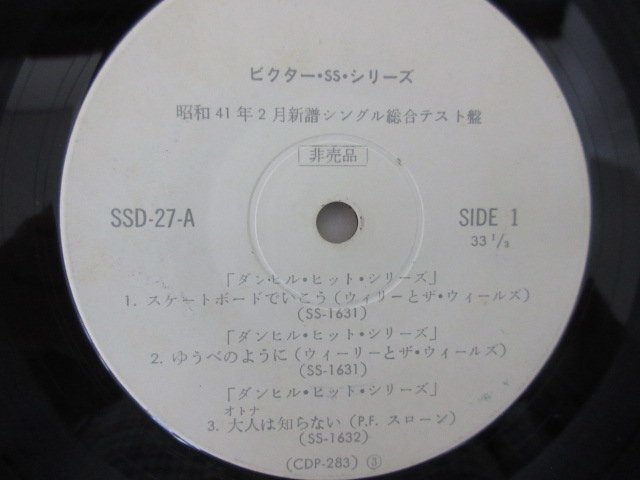 ビクター・SS・シリーズ
昭和41年2月新譜シングル総合テスト盤
非売品
SSD-27-A
SIDE 1
33 1/3
「ダンヒル・ヒット・シリーズ」
1. スケートボードでいこう(ウィリーとザ・ウィールズ)
(SS-1631)
「ダンヒル・ヒット・シリーズ」
2. ゆうべのように(ウィーリーとザ・ウィールズ)
(SS-1631)
「ダンヒル・ヒット・シリーズ」
オトナ
3. 大人は知らない(P.F. スローン)
(SS-1632)
(CDP-283) ③